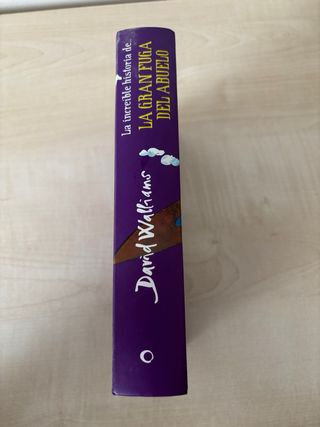 La increíble historia de...
LA GRAN FUGA
DEL ABUELO
David Walliams